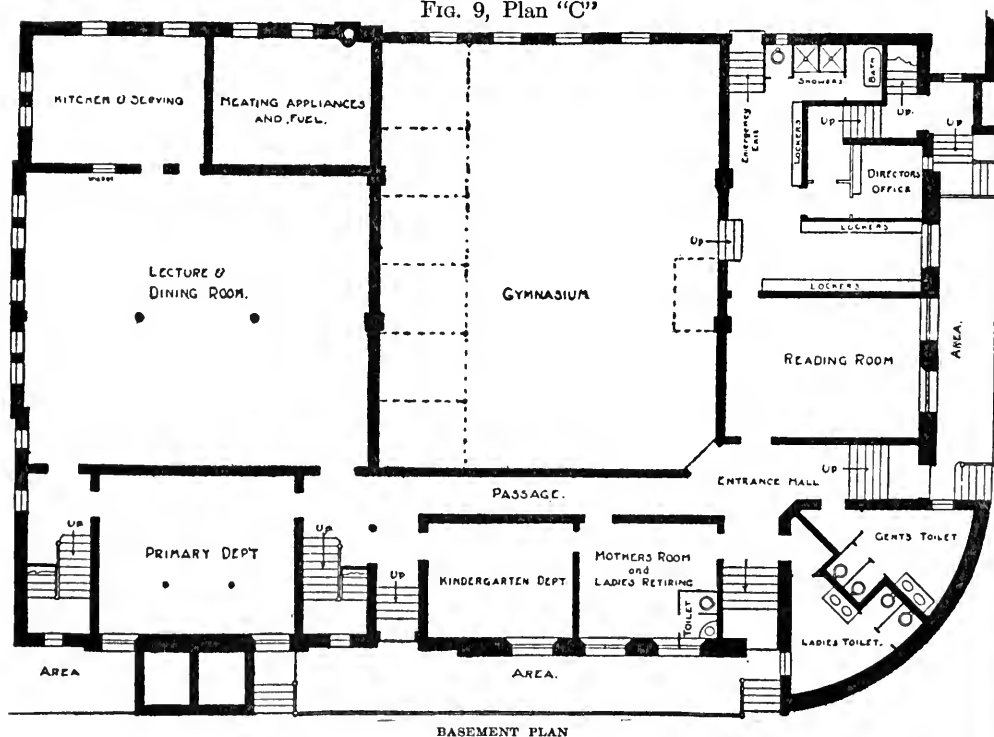 FIG. 9, Plan "C"
KITCHEN & SERVING
HEATING APPLIANCES
AND FUEL.
SHOWERS
BATH
Emergency
Exit
LOCKERS
Up
Up.
Up
DIRECTORS
OFFICE
LOCKERS
Up
LOCKERS
LECTURE &
DINING ROOM.
GYMNASIUM
READING ROOM
AREA.
Up
ENTRANCE HALL
PASSAGE.
Up
PRIMARY DEP'T
Up
Up
KINDERGARTEN DEPT
MOTHERS ROOM
and
LADIES RETIRING
TOILET
GENTS TOILET
LADIES TOILET.
AREA
AREA.
BASEMENT PLAN